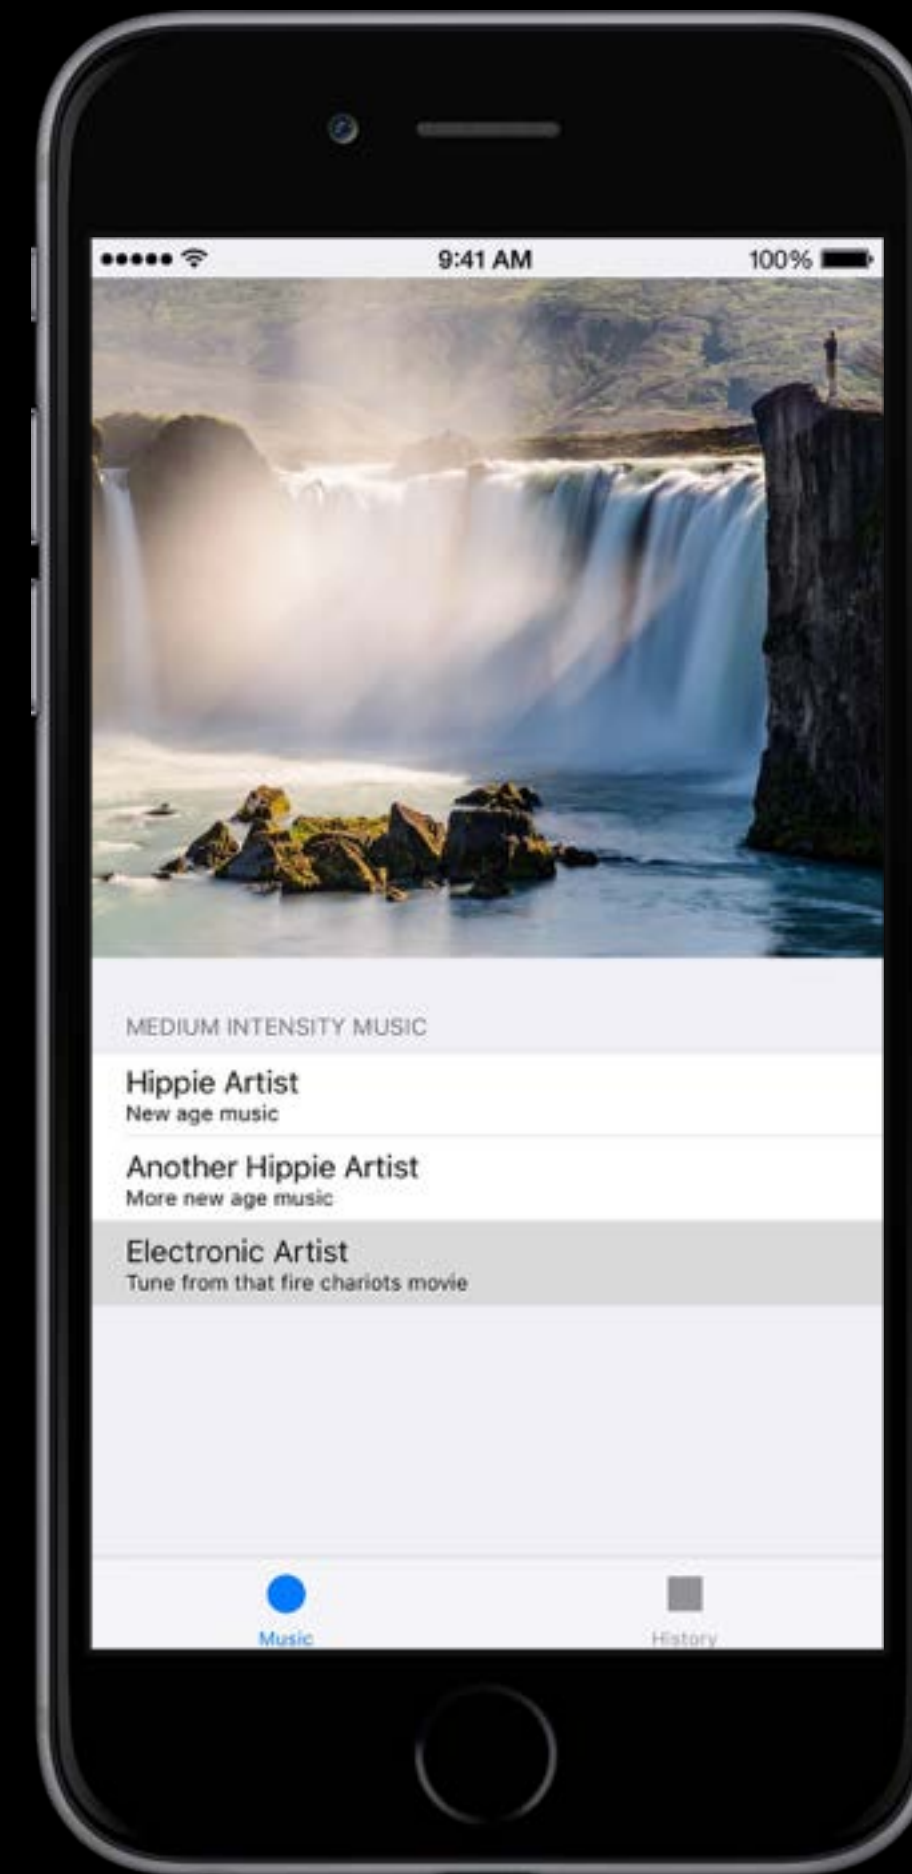 9:41 AM 100%
MEDIUM INTENSITY MUSIC
Hippie Artist
New age music
Another Hippie Artist
More new age music
Electronic Artist
Tune from that fire chariots movie
Music History